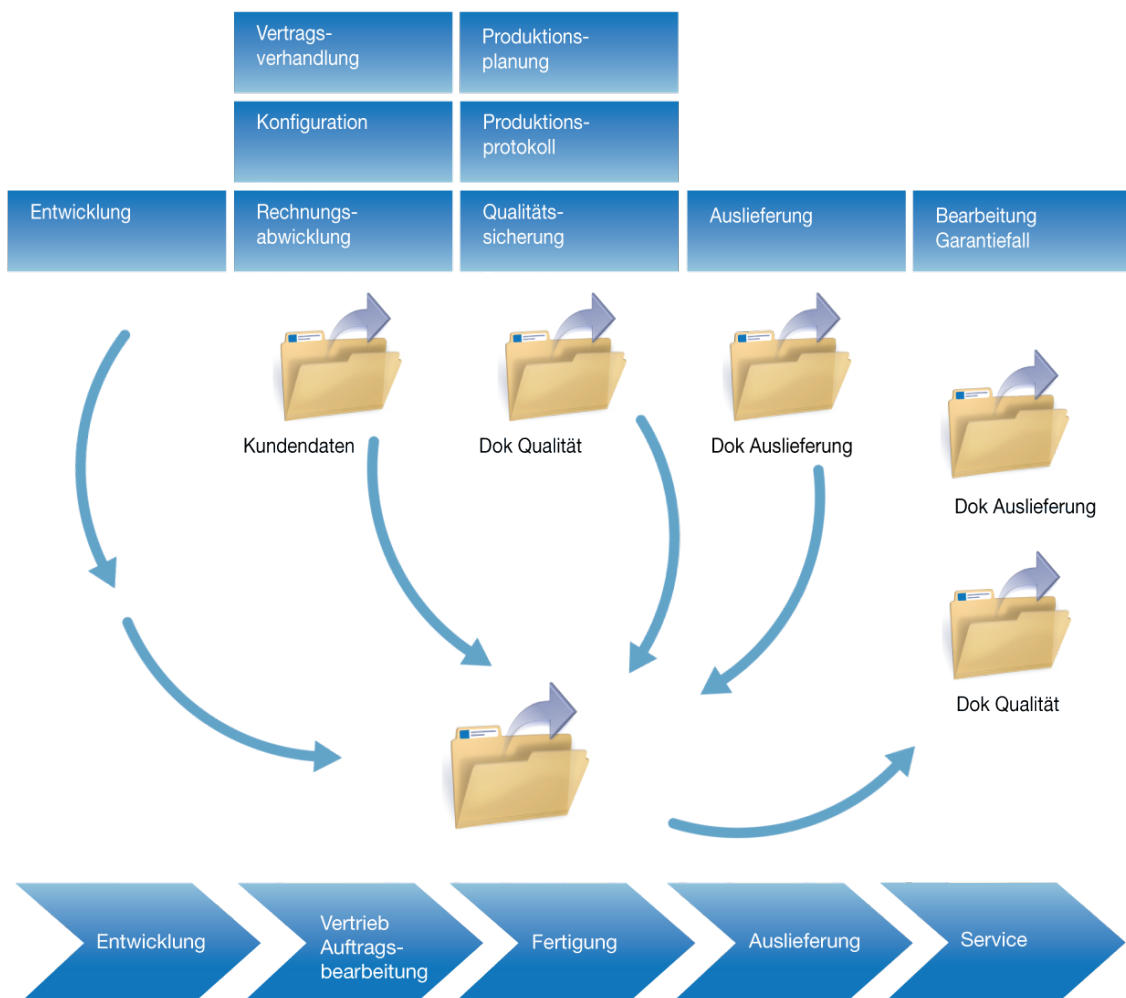 Vertrags-
verhandlung
Produktions-
planung
Konfiguration
Produktions-
protokoll
Entwicklung
Rechnungs-
abwicklung
Qualitäts-
sicherung
Auslieferung
Bearbeitung
Garantiefall
Kundendaten
Dok Qualität
Dok Auslieferung
Dok Auslieferung
Dok Qualität
Entwicklung
Vertrieb
Auftrags-
bearbeitung
Fertigung
Auslieferung
Service